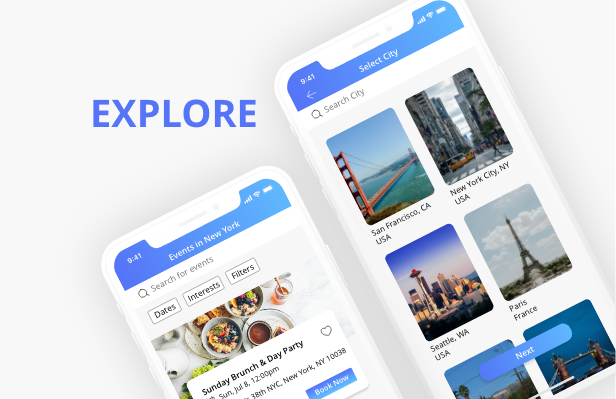 EXPLORE
9:41
Select City
Search City
San Francisco, CA
USA
New York City, NY
USA
Seattle, WA
USA
Paris
France
Next
9:41
Events in New York
Search for events
Dates
Interests
Filters
Sunday Brunch & Day Party
Sun, Jul 8, 12:00pm
38th NYC, New York, NY 10038
Book Now